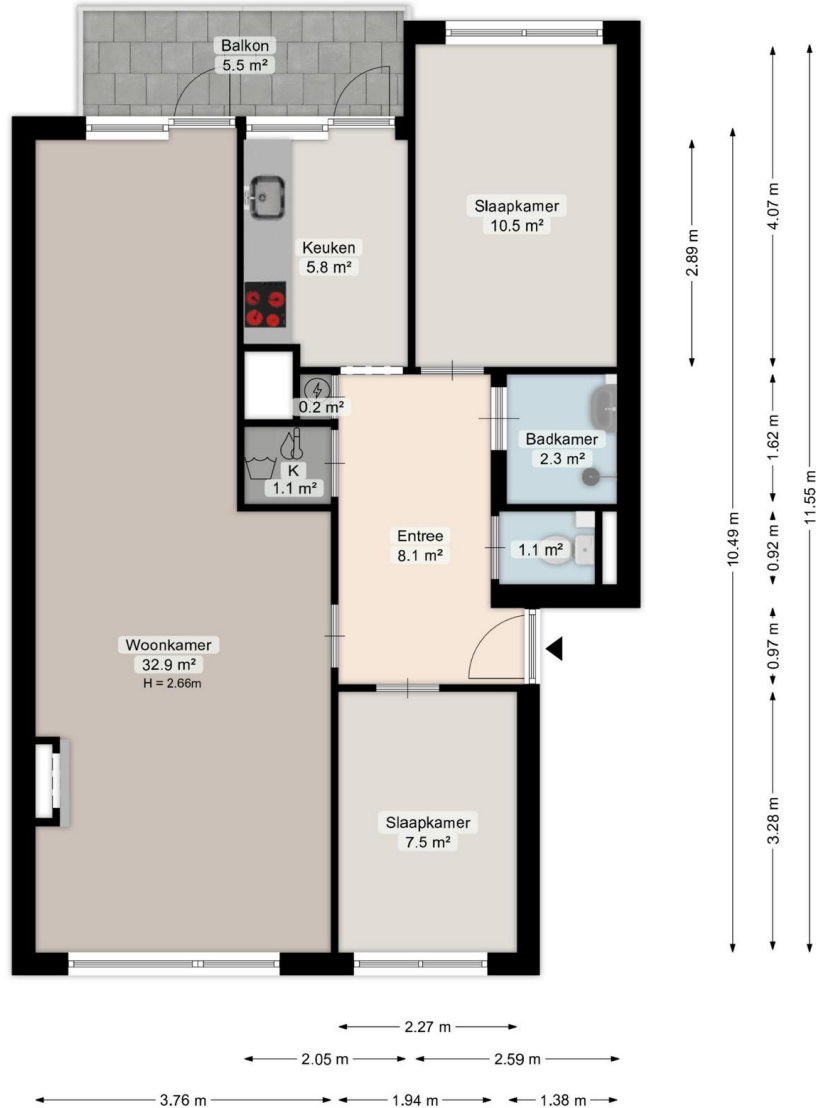 Balkon
5.5 m²
Slaapkamer
10.5 m²
Keuken
5.8 m²
0.2 m²
K
1.1 m²
Badkamer
2.3 m²
1.1 m²
Entree
8.1 m²
Woonkamer
32.9 m²
H = 2.66m
Slaapkamer
7.5 m²
2.89 m
10.49 m
4.07 m
1.62 m
0.92 m
0.97 m
3.28 m
11.55 m
2.27 m
2.05 m
2.59 m
3.76 m
1.94 m
1.38 m